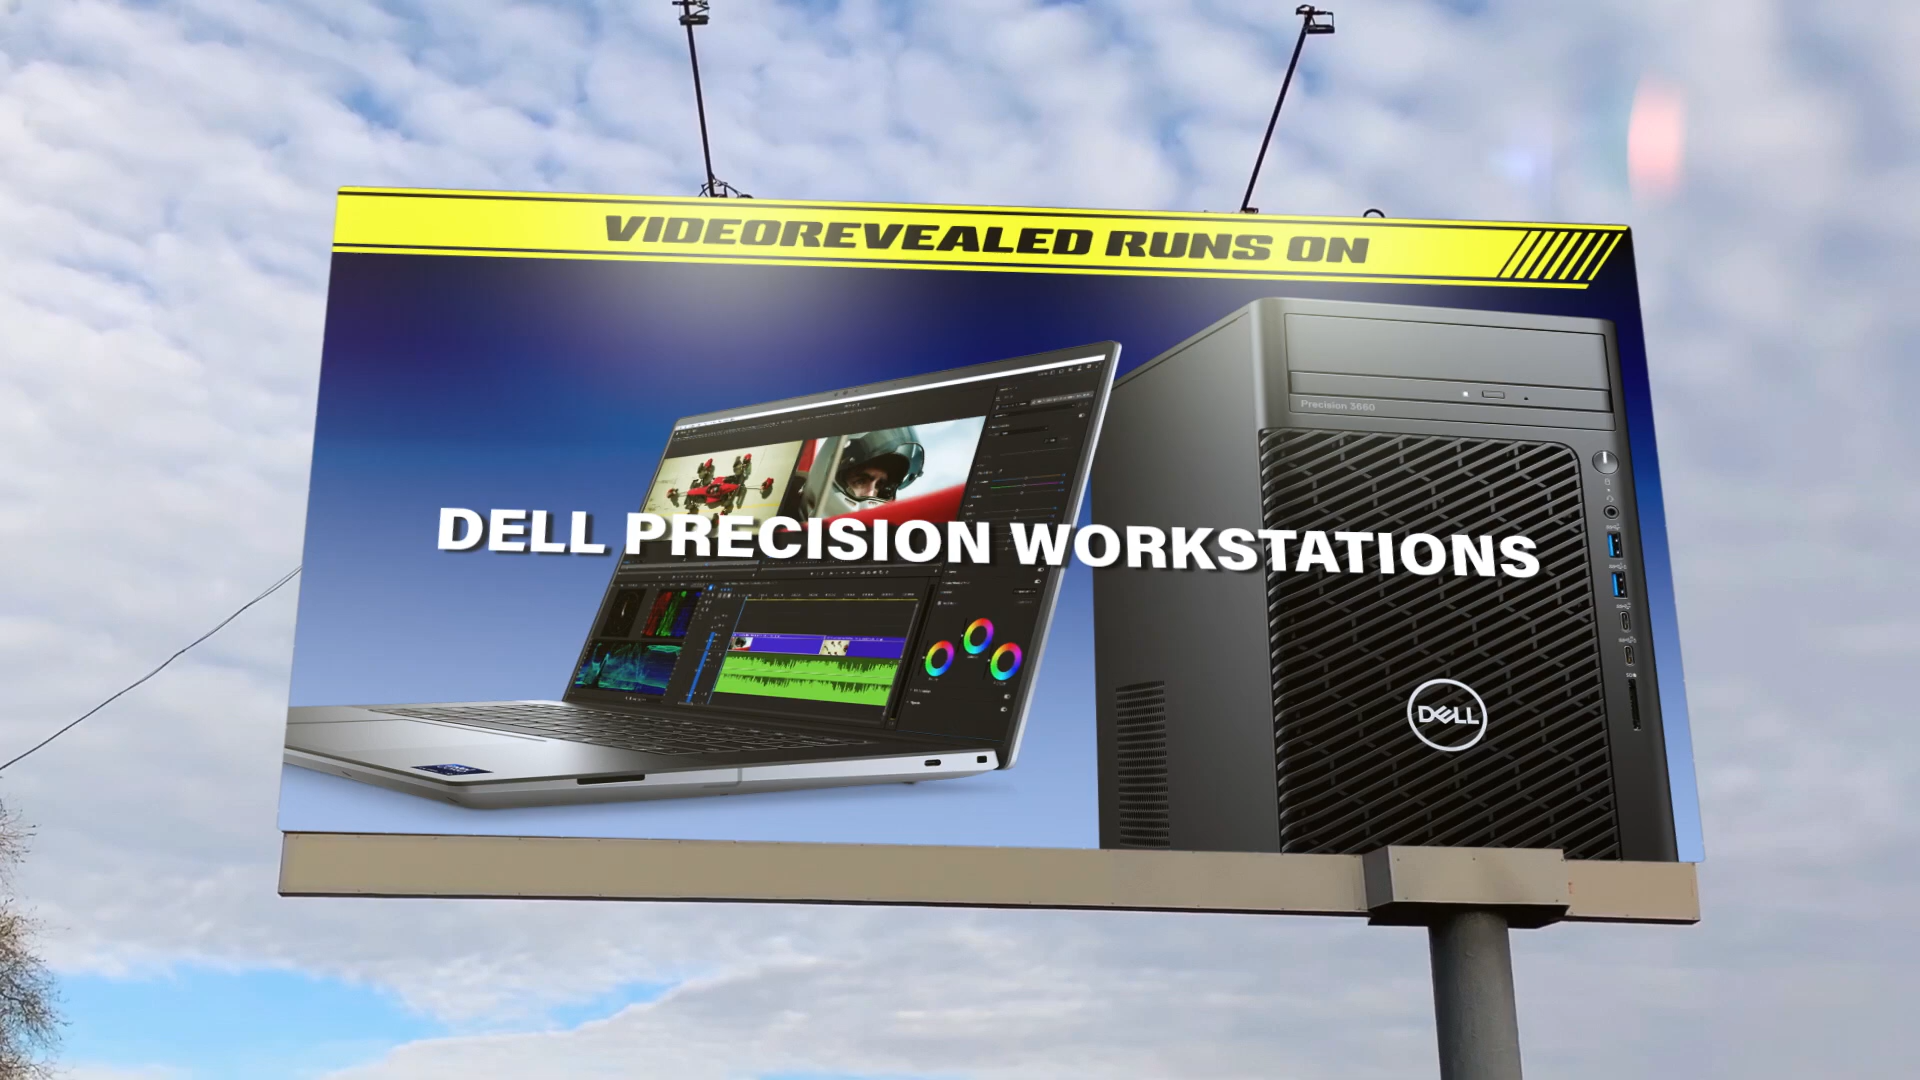 VIDEOREVEALED RUNS ON
Precision 3660
DELL PRECISION WORKSTATIONS
DELL